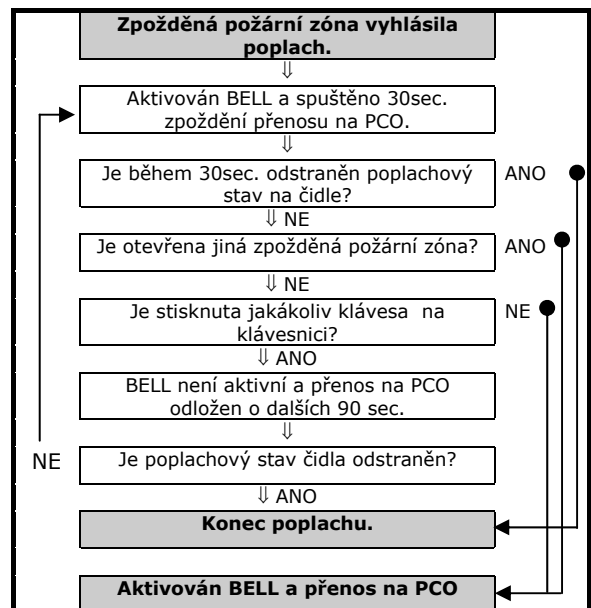 Zpožděná požární zóna vyhlásila
poplach.
⇓
Aktivován BELL a spuštěno 30sec.
zpoždění přenosu na PCO.
⇓
Je během 30sec. odstraněn poplachový
stav na čidle?
ANO
⇓ NE
Je otevřena jiná zpožděná požární zóna?
ANO
⇓ NE
Je stisknuta jakákoliv klávesa na
klávesnici?
NE
⇓ ANO
BELL není aktivní a přenos na PCO
odložen o dalších 90 sec.
⇓
NE
Je poplachový stav čidla odstraněn?
⇓ ANO
Konec poplachu.
Aktivován BELL a přenos na PCO